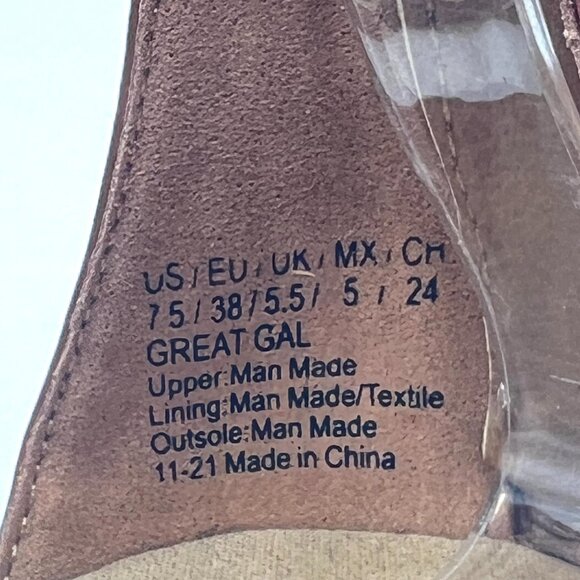 US/EU/UK/MX/CH
7 5/38/5.5/ 5 / 24
GREAT GAL
Upper:Man Made
Lining:Man Made/Textile
Outsole:Man Made
11-21 Made in China